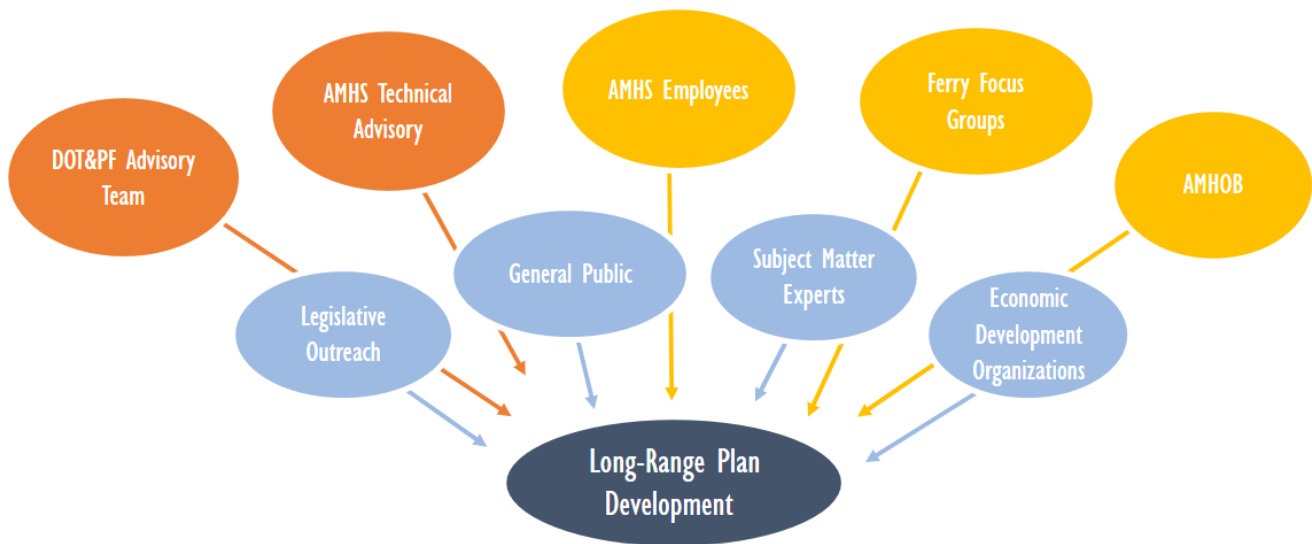 AMHS Technical
Advisory
AMHS Employees
Ferry Focus
Groups
DOT&PF Advisory
Team
AMHOB
General Public
Subject Matter
Experts
Legislative
Outreach
Economic
Development
Organizations
Long-Range Plan
Development